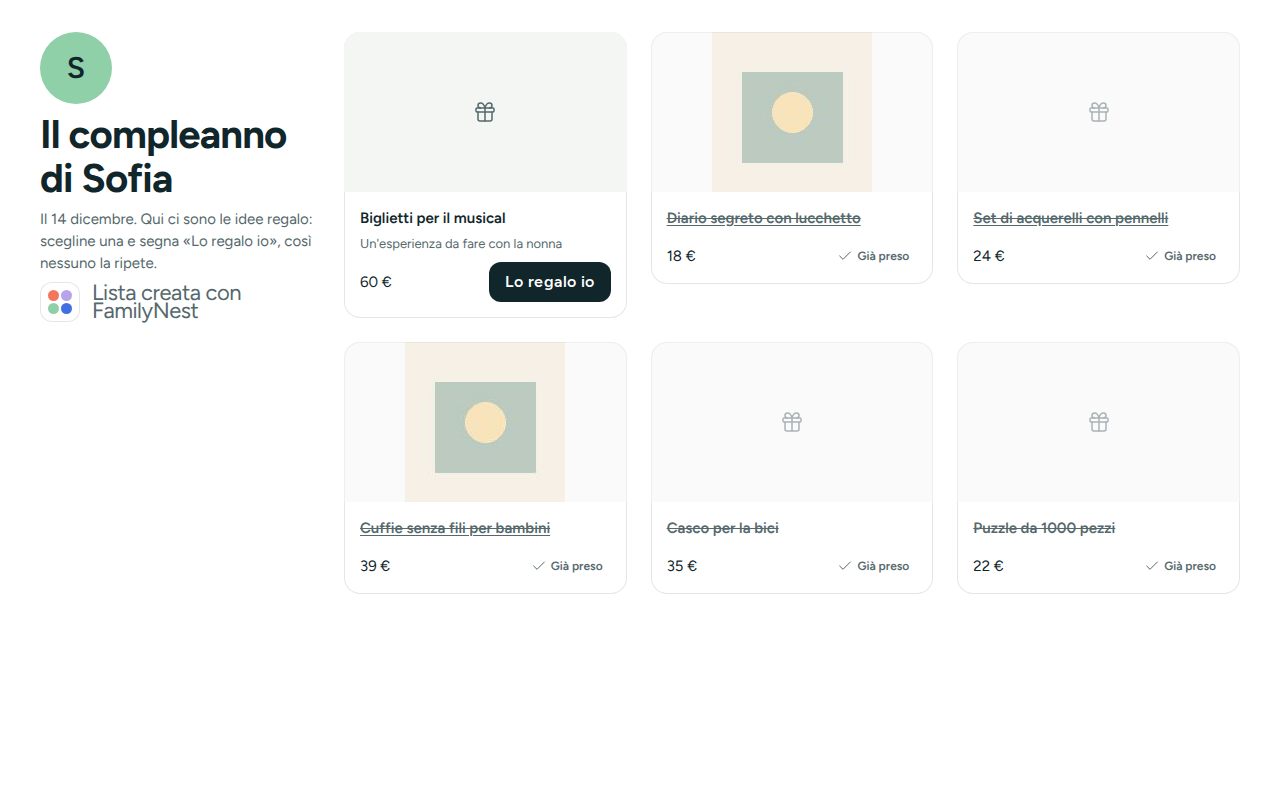 S
Il compleanno
di Sofia
Il 14 dicembre. Qui ci sono le idee regalo:
scegline una e segna «Lo regalo io», così
nessuno la ripete.
Lista creata con
FamilyNest
Biglietti per il musical
Un'esperienza da fare con la nonna
60 €
Lo regalo io
Diario segreto con lucchetto
18 €
Già preso
Set di acquerelli con pennelli
24 €
Già preso
Cuffie senza fili per bambini
39 €
Già preso
Casco per la bici
35 €
Già preso
Puzzle da 1000 pezzi
22 €
Già preso